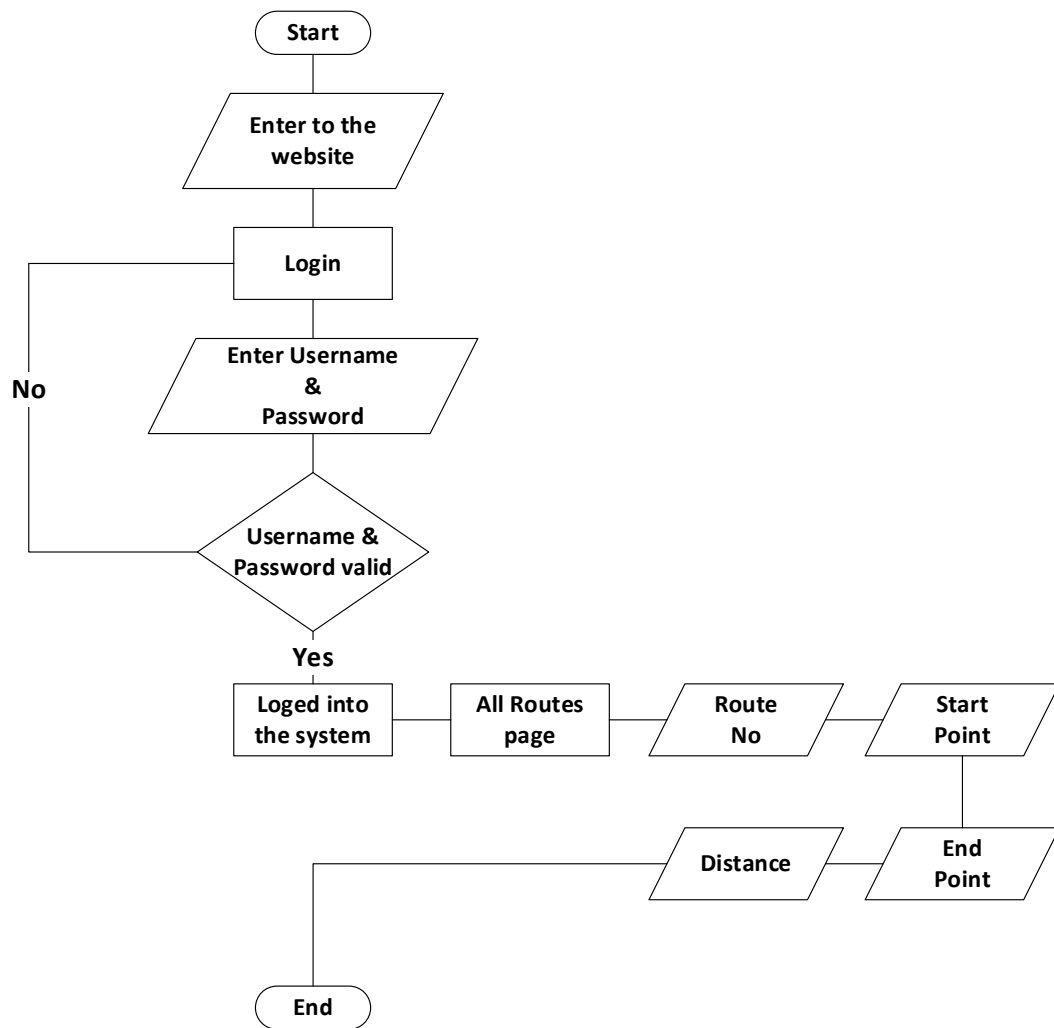 Start
Enter to the
website
Login
Enter Username
&
Password
No
Username &
Password valid
Yes
Loged into
the system
All Routes
page
Route
No
Start
Point
End
Point
Distance
End